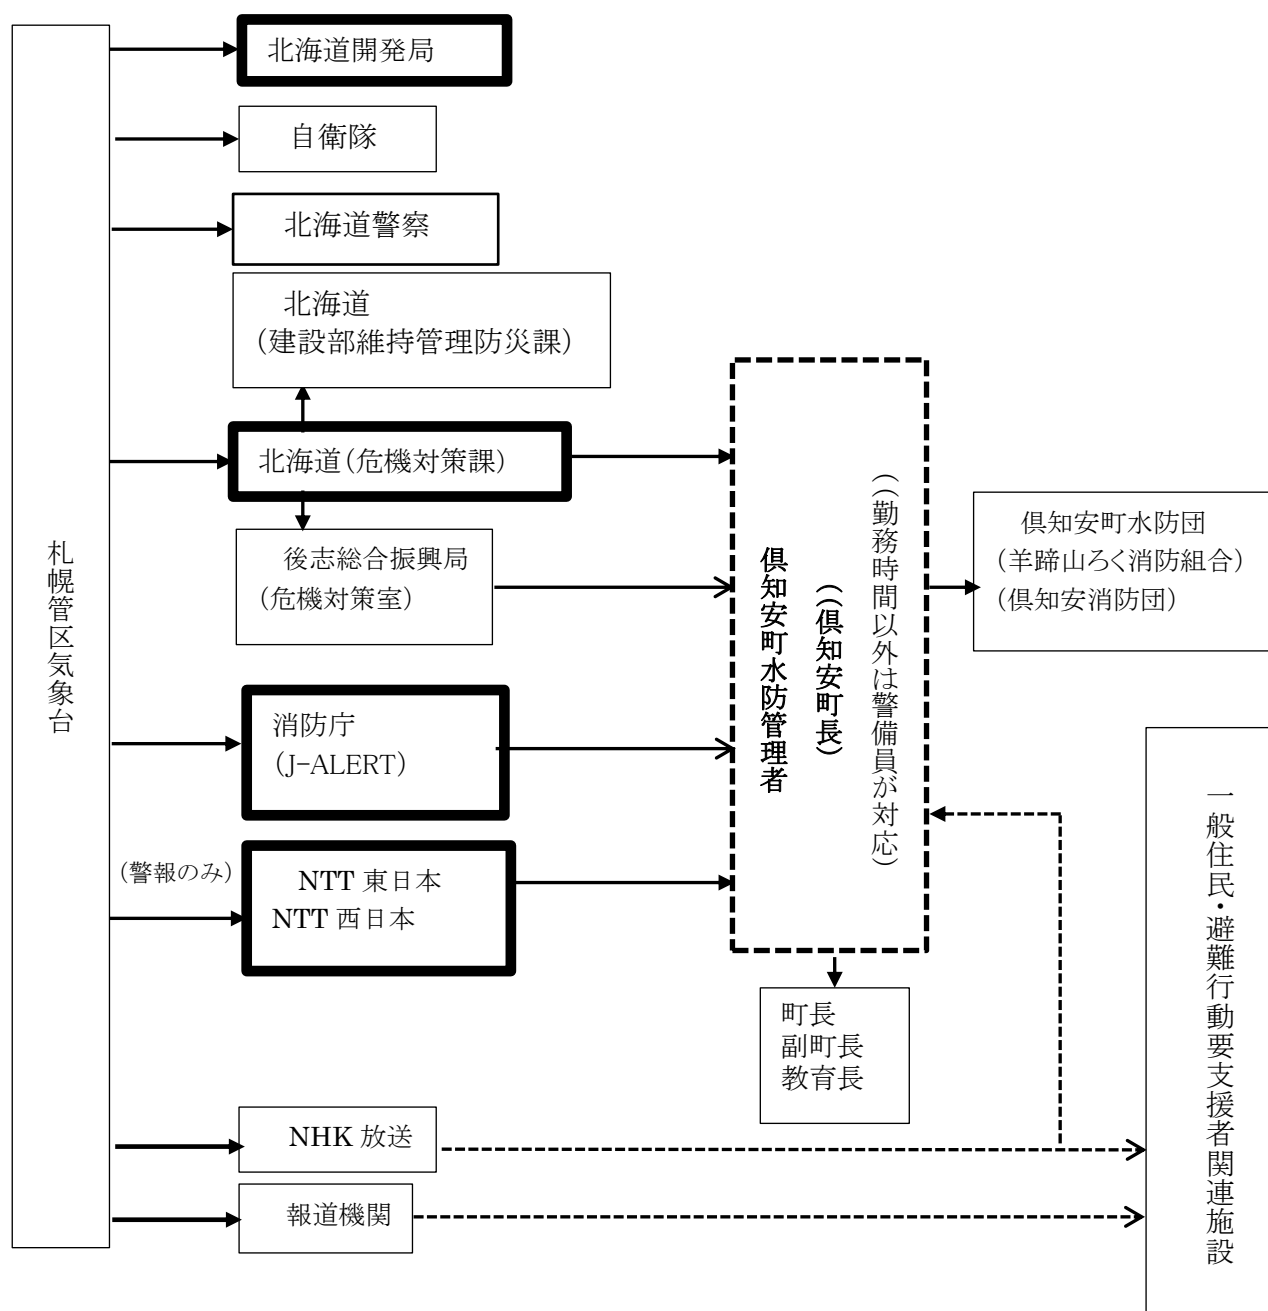 札幌管区気象台
北海道開発局
自衛隊
北海道警察
北海道
（建設部維持管理防災課）
北海道（危機対策課）
後志総合振興局
（危機対策室）
消防庁
（J-ALERT）
（警報のみ）
NTT 東日本
NTT 西日本
NHK 放送
報道機関
倶知安町水防管理者
（（倶知安町長）
（（勤務時間以外は警備員が対応）
町長
副町長
教育長
倶知安町水防団
（羊蹄山ろく消防組合）
（倶知安消防団）
一般住民・避難行動要支援者関連施設